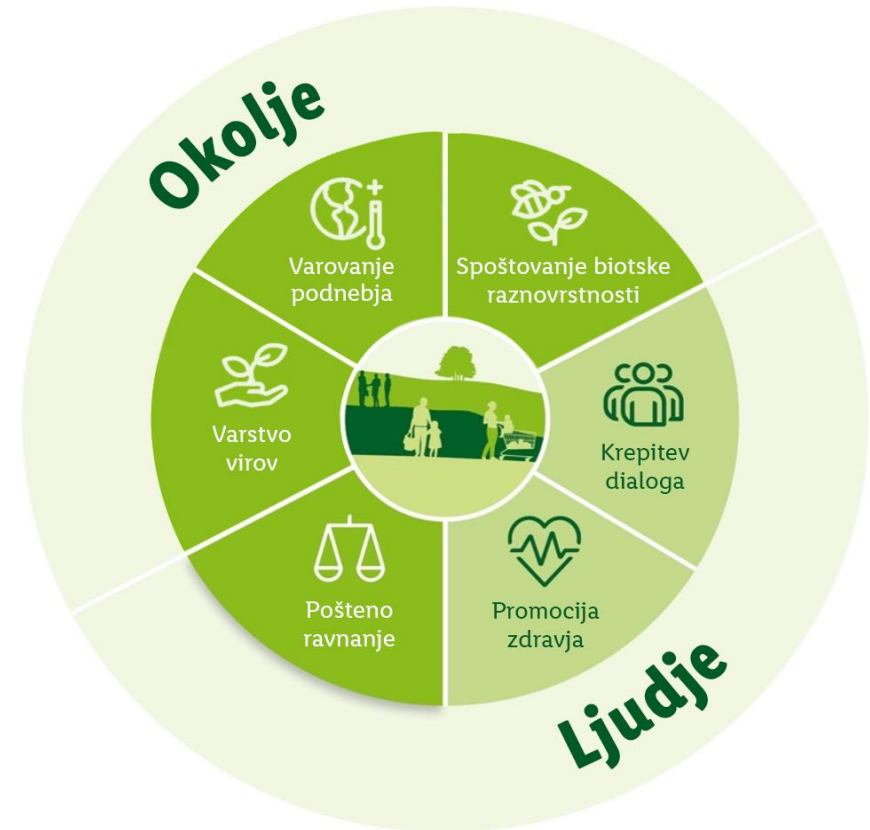 Okolje
Varovanje
podnebja
Spoštovanje biotske
raznovrstnosti
Varstvo
virov
Krepitev
dialoga
Pošteno
ravnanje
Promocija
zdravja
Ljudje